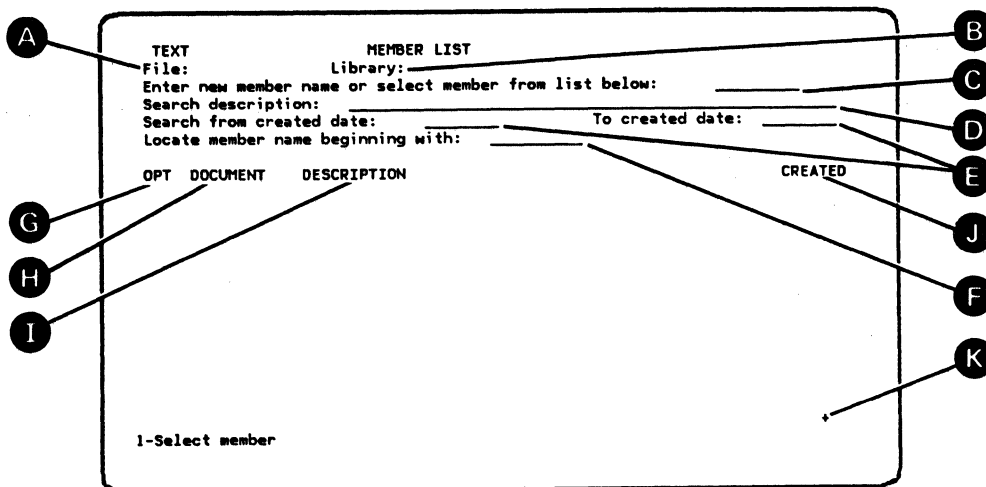 A
B
TEXT MEMBER LIST
File: Library:
Enter new member name or select member from list below:
C
Search description:
D
Search from created date: To created date:
E
Locate member name beginning with:
OPT DOCUMENT DESCRIPTION CREATED
G
J
H
F
I
K
+
1-Select member